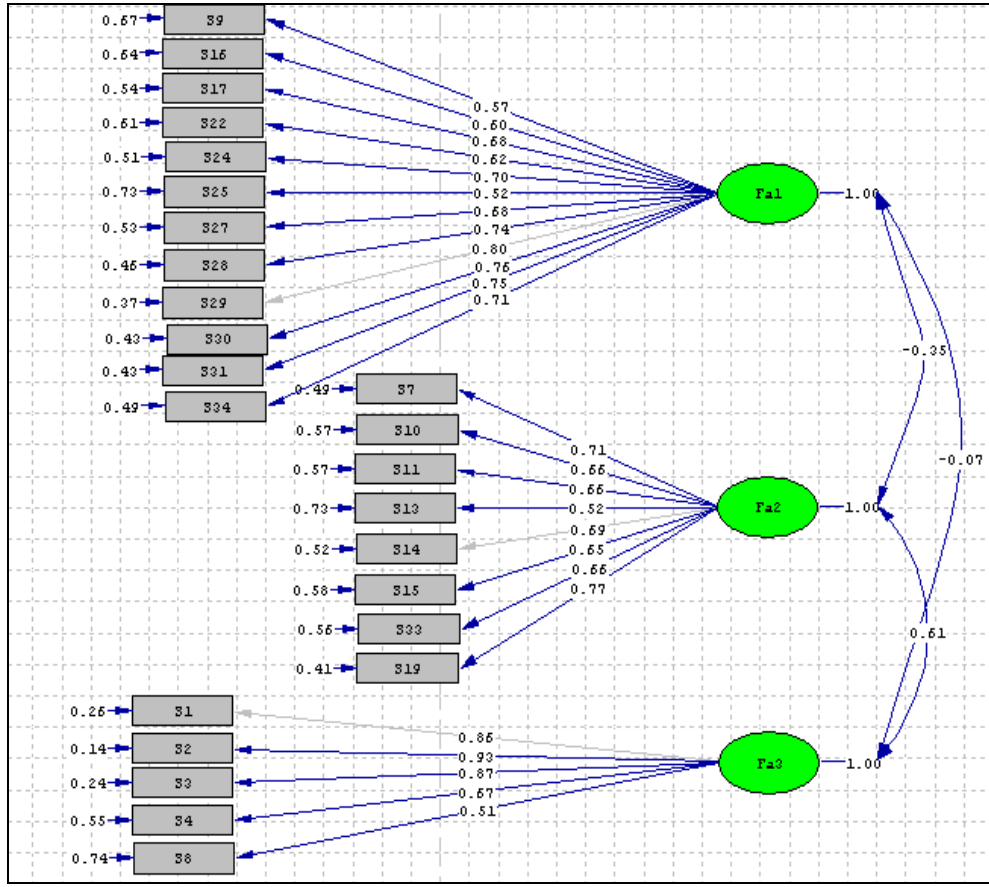 0.67 S9
0.64 S16
0.54 S17
0.61 S22
0.51 S24
0.73 S25
0.53 S27
0.46 S28
0.37 S29
0.43 S30
0.43 S31
0.49 S34
0.57
0.60
0.68
0.62
0.70
0.52
0.68
0.74
0.80
0.76
0.75
0.71
Fa1 1.00
0.49 S7
0.57 S10
0.57 S11
0.73 S13
0.52 S14
0.58 S15
0.56 S33
0.41 S19
0.71
0.66
0.66
0.52
0.69
0.65
0.66
0.77
Fa2 1.00
0.26 S1
0.14 S2
0.24 S3
0.55 S4
0.74 S8
0.86
0.93
0.87
0.67
0.51
Fa3 1.00
-0.35
-0.07
0.61